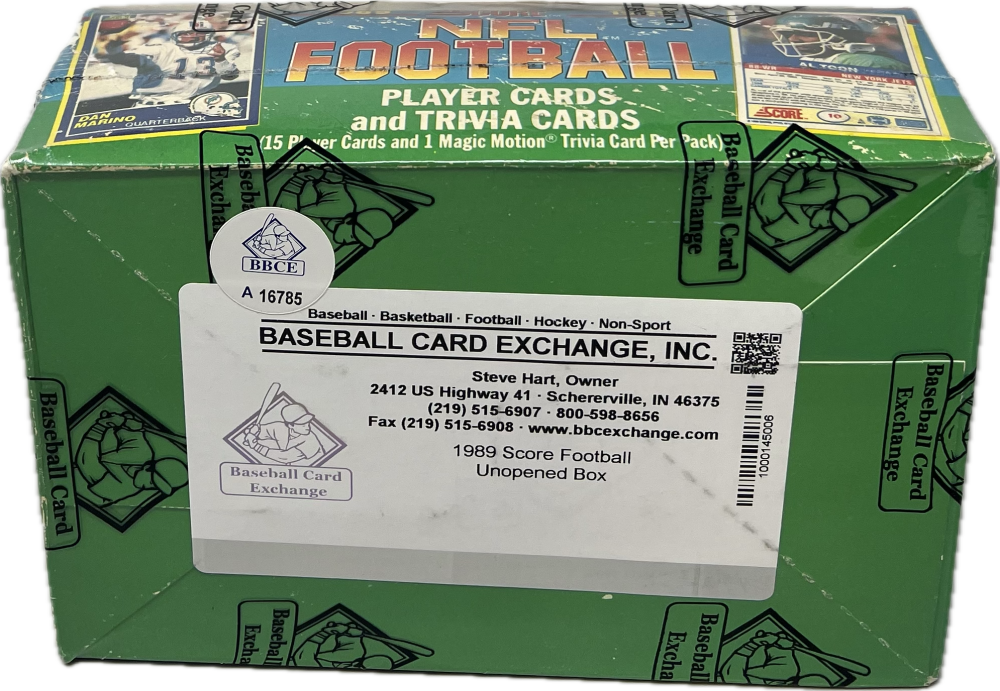 NFL
FOOTBALL
PLAYER CARDS
and TRIVIA CARDS
(15 Player Cards and 1 Magic Motion® Trivia Card Per Pack)
DAN
MARINO QUARTERBACK
13
AL TOON
NEW YORK JETS
SCORE
Card
Baseball Card
Exchange
BBCE
A 16785
Baseball · Basketball · Football · Hockey · Non-Sport
BASEBALL CARD EXCHANGE, INC.
Steve Hart, Owner
2412 US Highway 41 · Schererville, IN 46375
(219) 515-6907 · 800-598-8656
Fax (219) 515-6908 · www.bbcexchange.com
1989 Score Football
Unopened Box
Baseball Card
Exchange
1000145006
Baseball Card
Baseball Card
Exchange
Baseball
Baseball